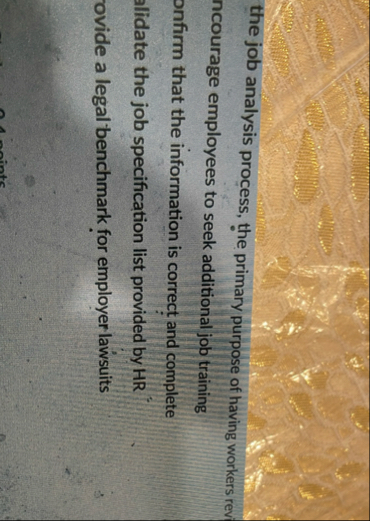 the job analysis process, the primary purpose of having workers revi
ncourage employees to seek additional job training
onfirm that the information is correct and complete
alidate the job specification list provided by HR
rovide a legal benchmark for employer lawsuits
points